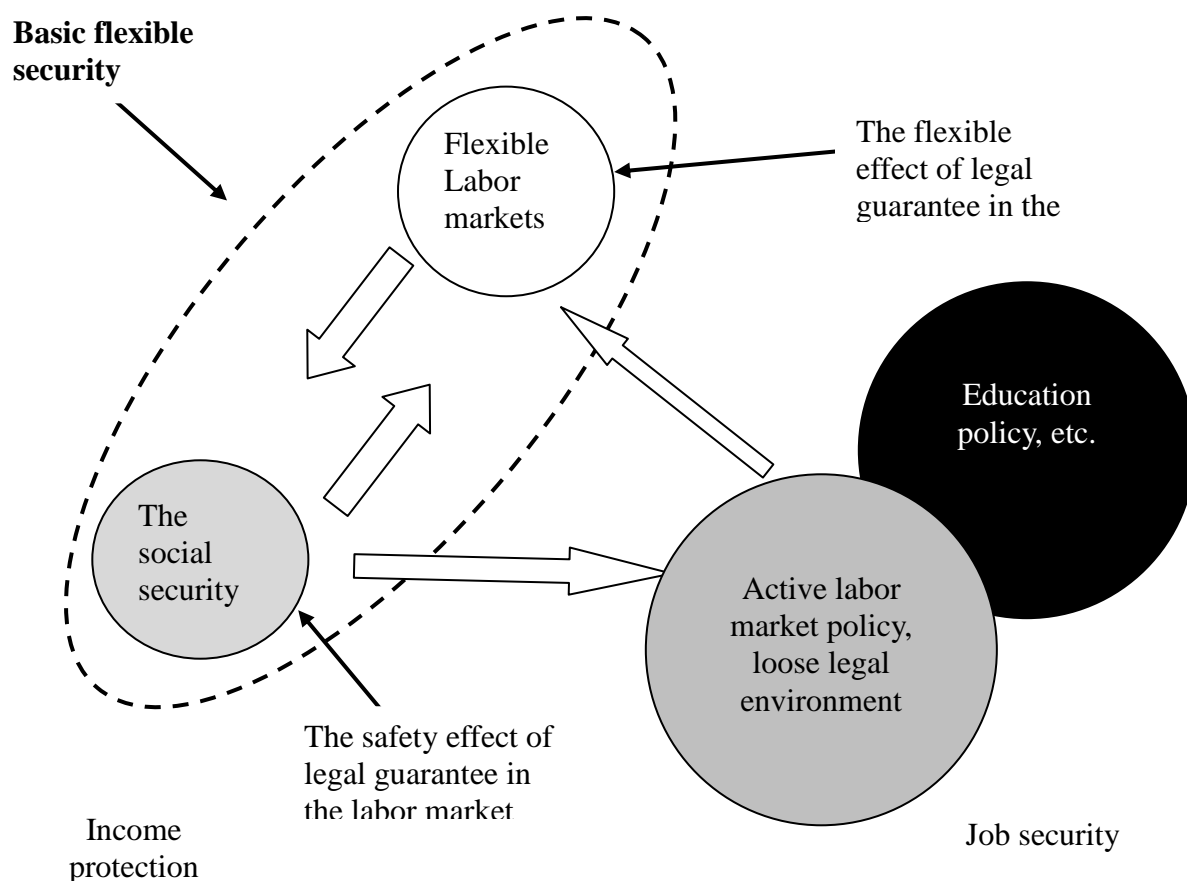 Basic flexible
security
Flexible
Labor
markets
The flexible
effect of legal
guarantee in the
Education
policy, etc.
The
social
security
Active labor
market policy,
loose legal
environment
The safety effect of
legal guarantee in
the labor market
Income
protection
Job security